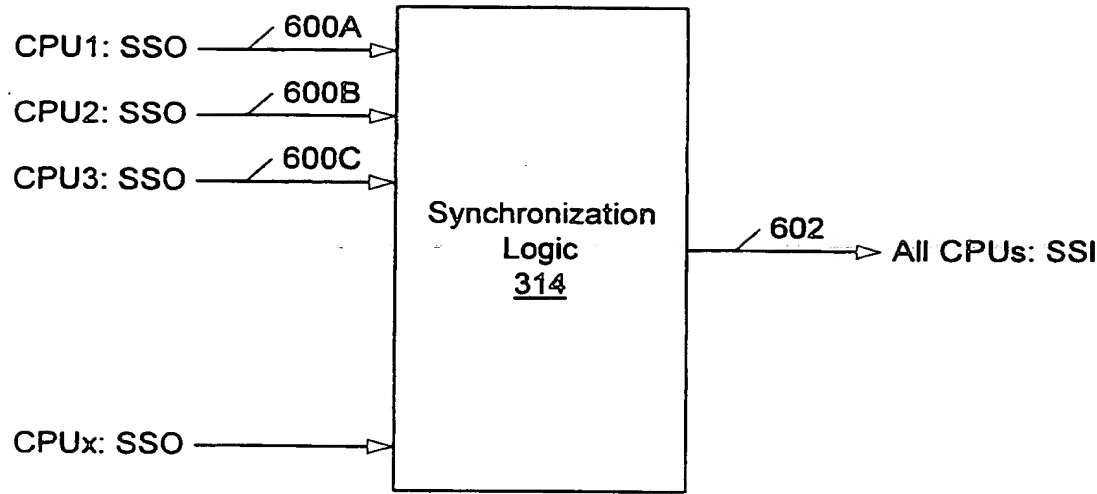 CPU1: SSO
600A
CPU2: SSO
600B
CPU3: SSO
600C
Synchronization
Logic
314
602
All CPUs: SSI
CPUx: SSO